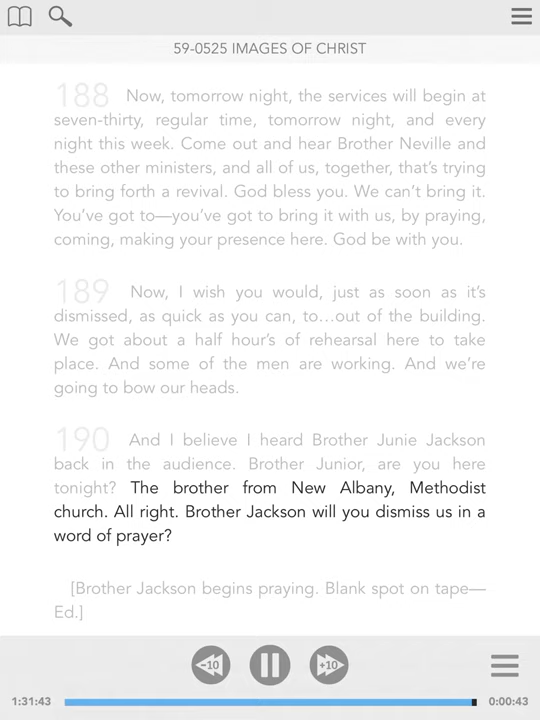 59-0525 IMAGES OF CHRIST
188 Now, tomorrow night, the services will begin at
seven-thirty, regular time, tomorrow night, and every
night this week. Come out and hear Brother Neville and
these other ministers, and all of us, together, that’s trying
to bring forth a revival. God bless you. We can’t bring it.
You’ve got to—you’ve got to bring it with us, by praying,
coming, making your presence here. God be with you.
189 Now, I wish you would, just as soon as it’s
dismissed, as quick as you can, to…out of the building.
We got about a half hour’s of rehearsal here to take
place. And some of the men are working. And we’re
going to bow our heads.
190 And I believe I heard Brother Junie Jackson
back in the audience. Brother Junior, are you here
tonight? The brother from New Albany, Methodist
church. All right. Brother Jackson will you dismiss us in a
word of prayer?
[Brother Jackson begins praying. Blank spot on tape—
Ed.]
-10 +10
1:31:43 0:00:43